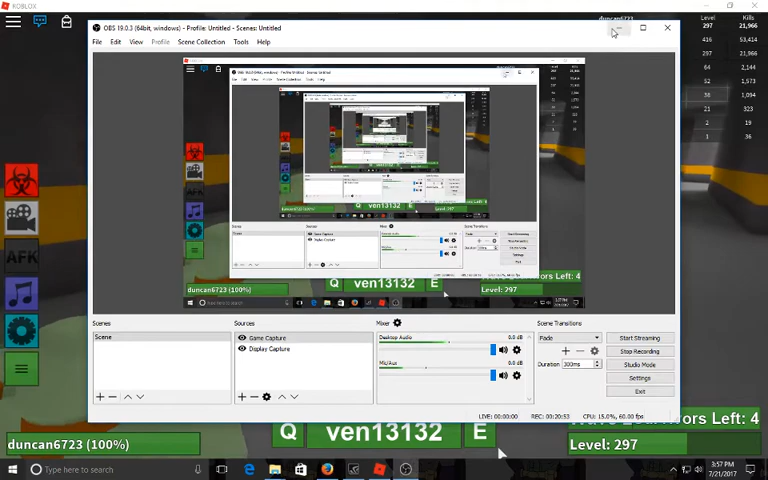 ROBLOX
duncan6723
Level Kills
297 21,966
416 53,414
297 21,966
64 2,144
52 1,573
38 1,094
21 323
2 19
1 36
OBS 19.0.3 (64bit, windows) - Profile: Untitled - Scenes: Untitled
File Edit View Profile Scene Collection Tools Help
AFK
Q ven13132 E
duncan6723 (100%)
Level: 297
Scenes
Scene
Sources
Game Capture
Display Capture
Mixer
Desktop Audio 0.0 dB
Mic/Aux 0.0 dB
Scene Transitions
Fade
Duration 300ms
Start Streaming
Stop Recording
Studio Mode
Settings
Exit
LIVE: 00:00:00 REC: 00:20:53 CPU: 15.0%, 60.00 fps
Survivors Left: 4
duncan6723 (100%)
Q ven13132 E
Level: 297
Type here to search
3:57 PM
7/21/2017